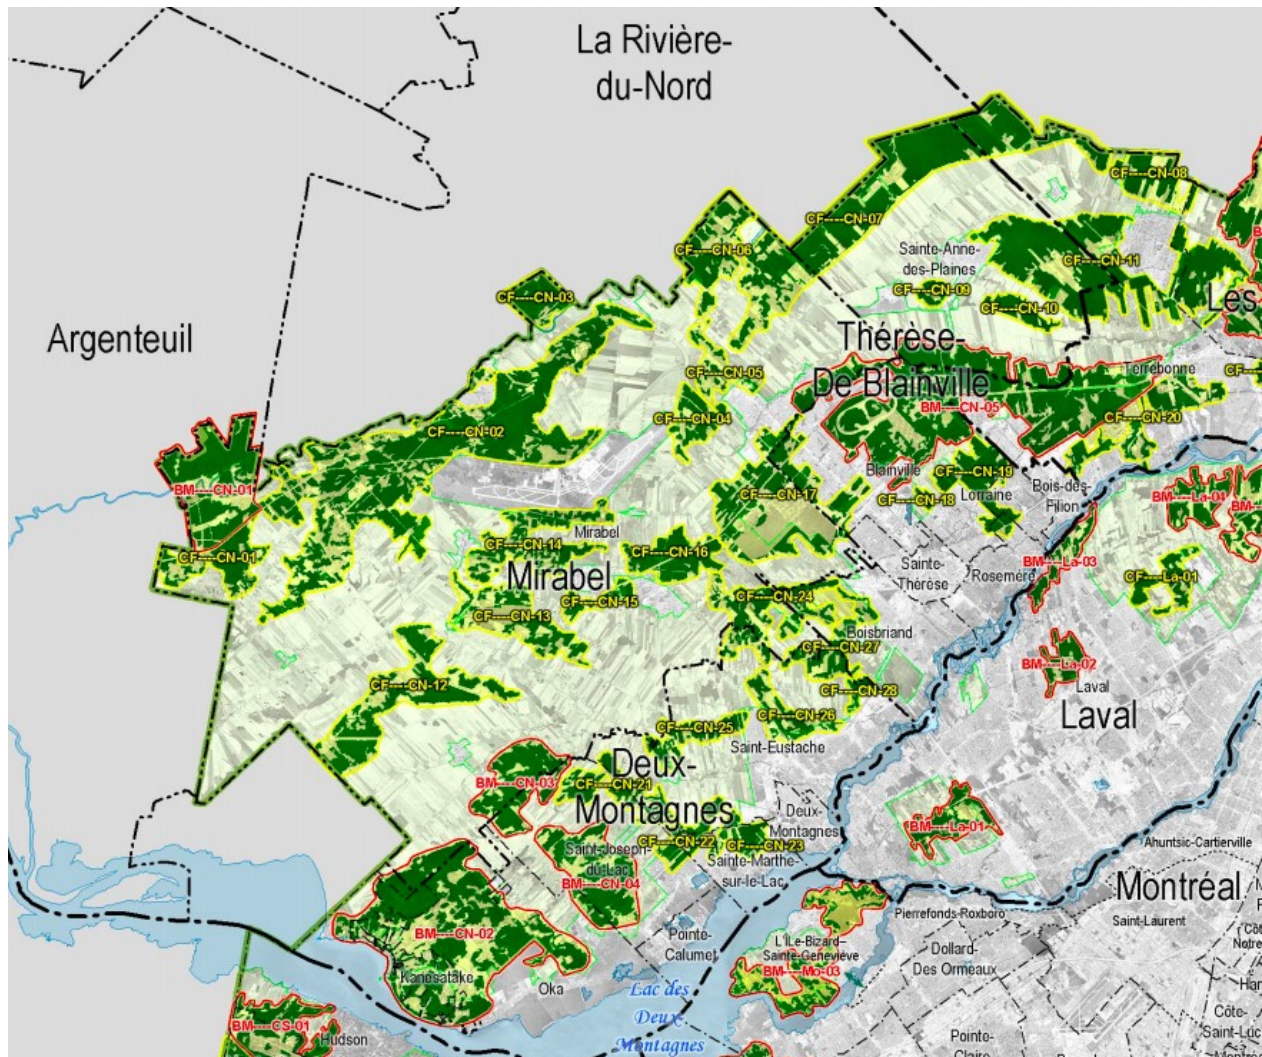 La Rivière-
du-Nord
CF----CN-08
CF----CN-07
CF----CN-06
Sainte-Anne-
des-Plaines
CF----CN-11
CF----CN-09
CF----CN-10
CF----CN-03
Les
Argenteuil
Thérèse-
De Blainville
CF----CN-05
Terrebonne
BM----CN-05
CF----CN-04
CF----CN-20
CF----CN-02
Blainville
CF----CN-19
BM----CN-01
CF----CN-17
CF----CN-18
Lorraine
Bois-des-
Filion
BM----La-04
Mirabel
CF----CN-14
CF----CN-16
CF----CN-01
BM----La-03
Sainte-
Thérèse
Rosemère
CF----La-01
Mirabel
CF----CN-15
CF----CN-24
CF----CN-13
Boisbriand
CF----CN-27
BM----La-02
CF----CN-12
CF----CN-28
Laval
Laval
CF----CN-26
CF----CN-25
Saint-Eustache
Deux-
Montagnes
BM----CN-03
CF----CN-21
Deux-
Montagnes
BM----La-01
CF----CN-22
CF----CN-23
Saint-Joseph-
du-Lac
Sainte-Marthe-
sur-le-Lac
Ahuntsic-Cartierville
BM----CN-04
Montréal
Pierrefonds-Roxboro
Saint-Laurent
BM----CN-02
Pointe-
Calumet
L'Île-Bizard–
Sainte-Geneviève
Dollard-
Des Ormeaux
BM----Mo-03
Kanesatake
Oka
Lac des
Deux
Montagnes
BM----CS-01
Hudson
Côte-
Saint-Luc
Pointe-
Claire